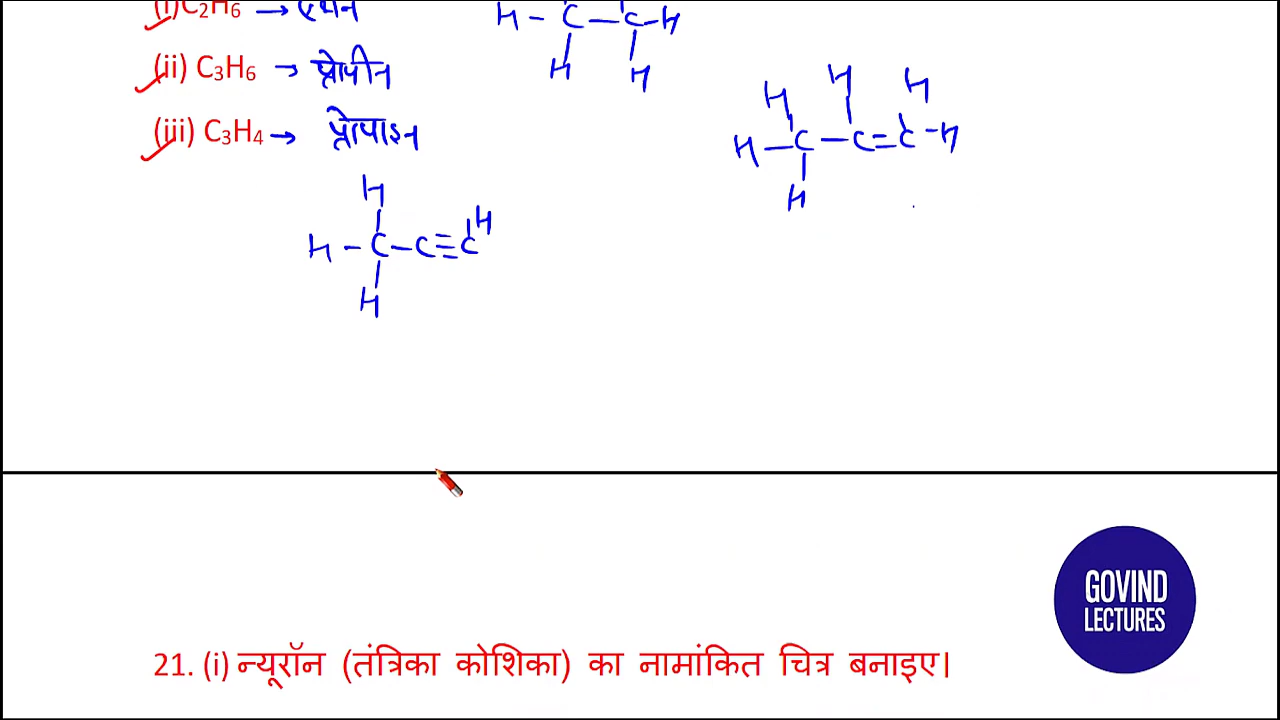 (i) C₂H₆ → एथेन
H – C – C – H
H H
(ii) C₃H₆ → प्रोपीन
(iii) C₃H₄ → प्रोपाइन
H H H
H – C – C = C – H
H
H
H – C – C ≡ C H
H
GOVIND
LECTURES
21. (i) न्यूरॉन (तंत्रिका कोशिका) का नामांकित चित्र बनाइए।